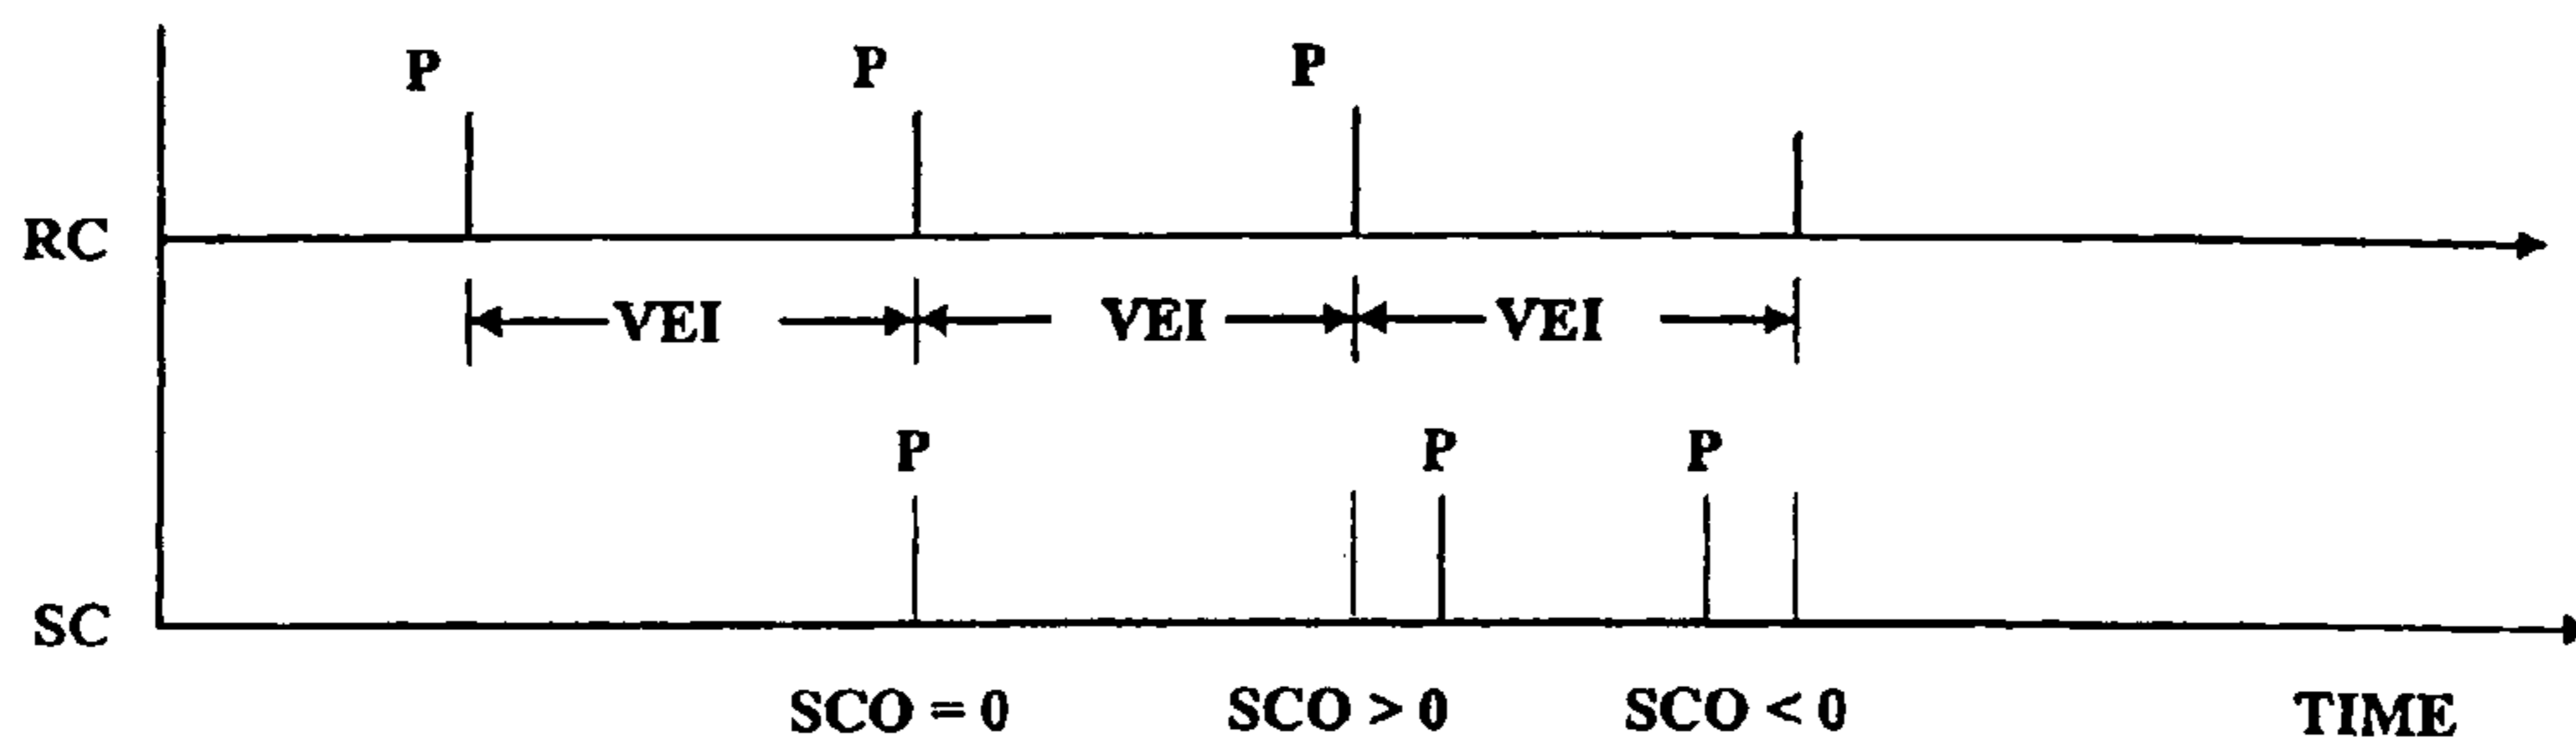 P P P
RC
VEI VEI VEI
P P P
SC
SCO = 0 SCO > 0 SCO < 0 TIME